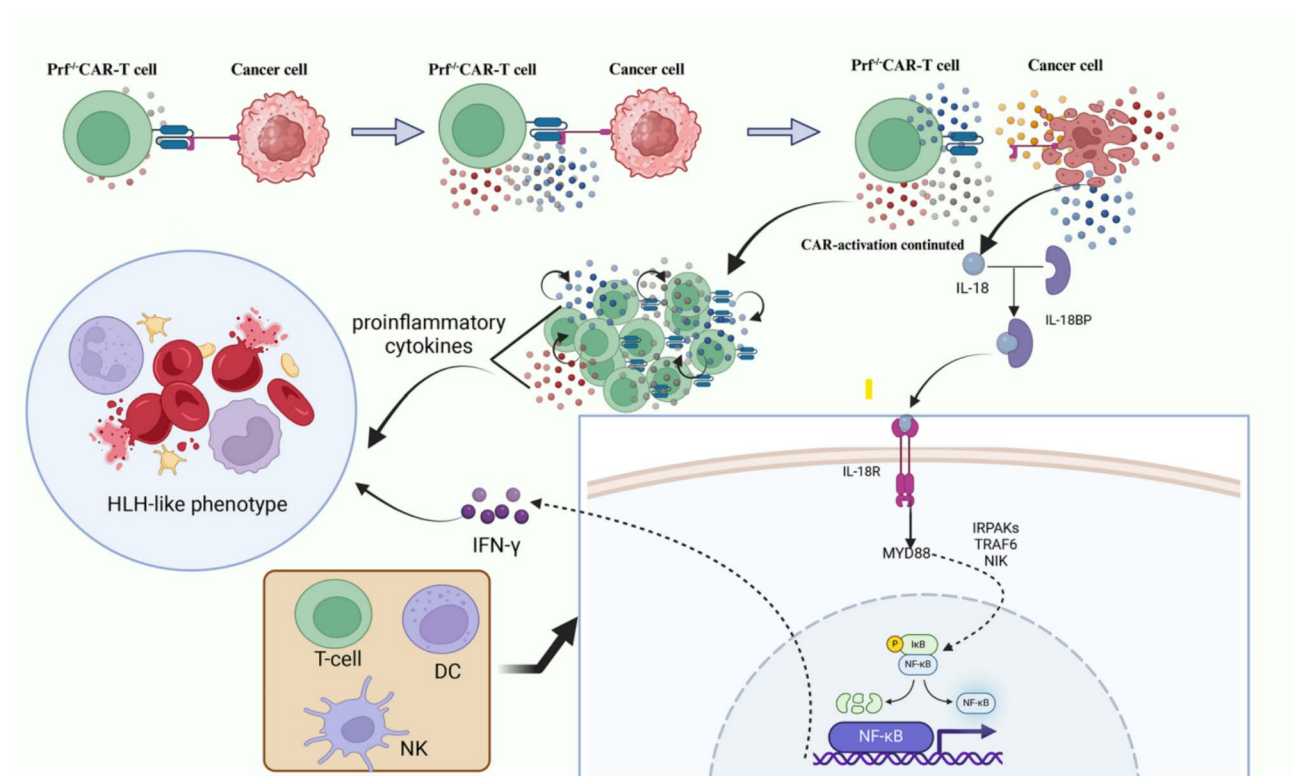 Prf-/-CAR-T cell
Cancer cell
Prf-/-CAR-T cell
Cancer cell
Prf-/-CAR-T cell
Cancer cell
CAR-activation continuted
IL-18
IL-18BP
proinflammatory
cytokines
HLH-like phenotype
IFN-γ
IL-18R
MYD88
IRPAKs
TRAF6
NIK
P
IκB
NF-κB
NF-κB
NF-κB
T-cell
DC
NK